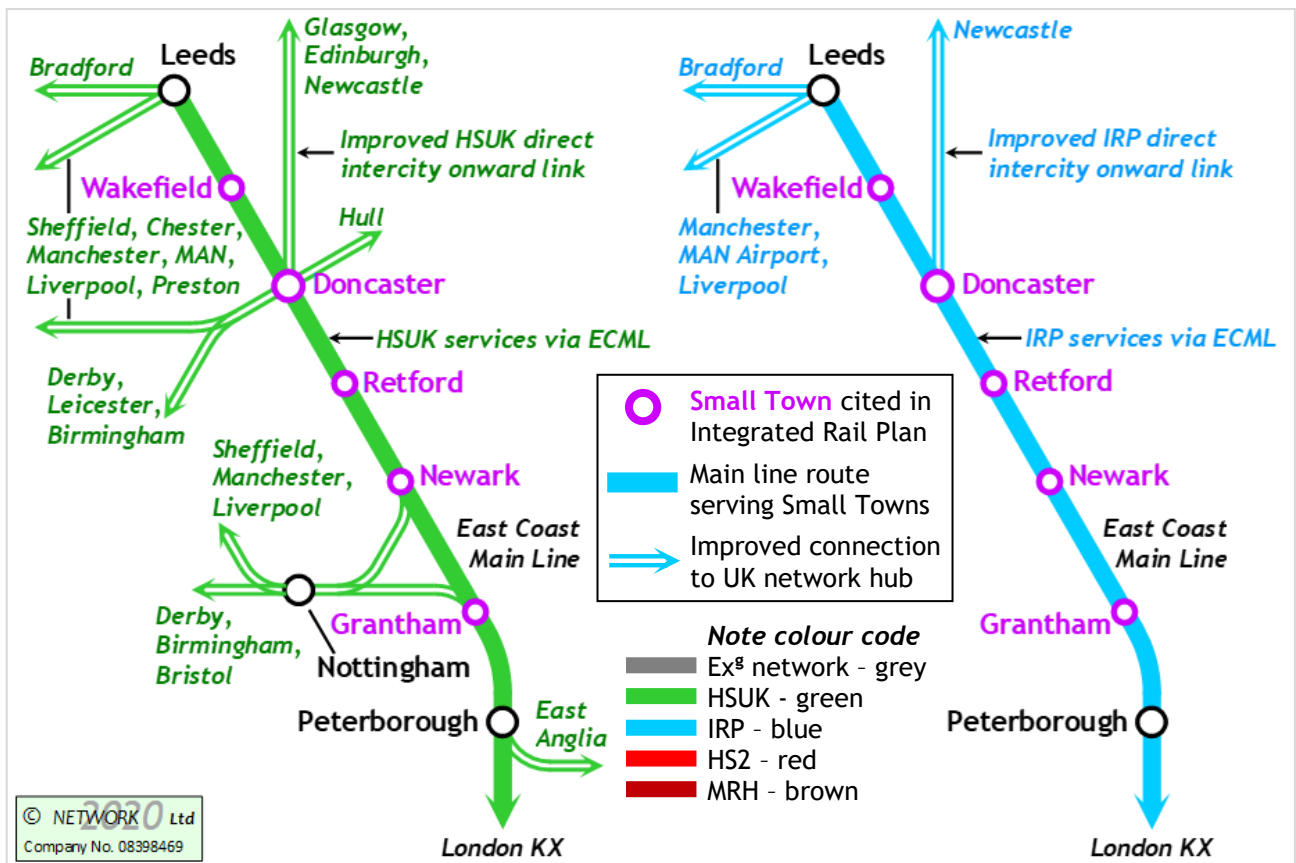 Glasgow,
Edinburgh,
Newcastle
Leeds
Bradford
Improved HSUK direct
intercity onward link
Wakefield
Hull
Sheffield, Chester,
Manchester, MAN,
Liverpool, Preston
Doncaster
HSUK services via ECML
Derby,
Leicester,
Birmingham
Retford
Sheffield,
Manchester,
Liverpool
Newark
East Coast
Main Line
Derby,
Birmingham,
Bristol
Grantham
Nottingham
Peterborough
East
Anglia
London KX
© NETWORK 2020 Ltd
Company No. 08398469
Small Town cited in
Integrated Rail Plan
Main line route
serving Small Towns
Improved connection
to UK network hub
Note colour code
Exᵍ network – grey
HSUK - green
IRP – blue
HS2 – red
MRH – brown
Newcastle
Leeds
Bradford
Improved IRP direct
intercity onward link
Wakefield
Manchester,
MAN Airport,
Liverpool
Doncaster
IRP services via ECML
Retford
Newark
East Coast
Main Line
Grantham
Peterborough
London KX